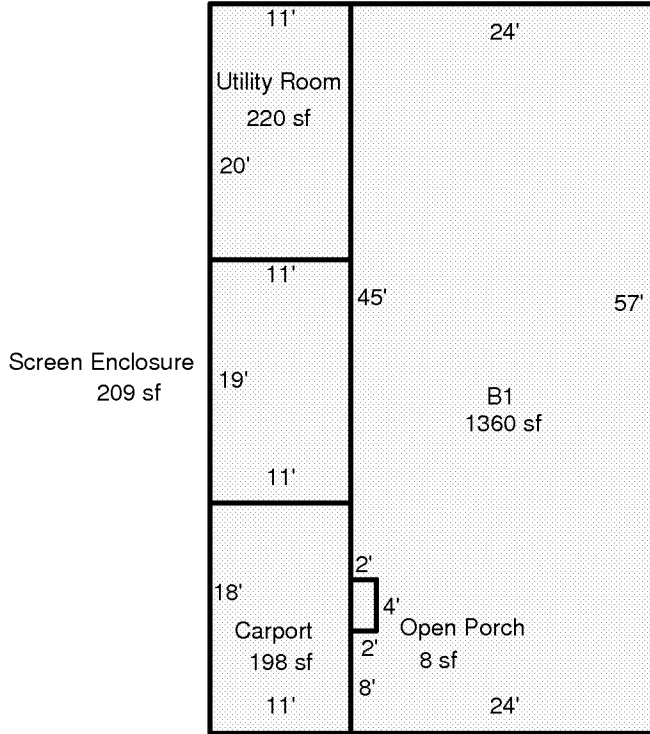 11'
24'
Utility Room
220 sf
20'
11'
45'
57'
Screen Enclosure
209 sf
19'
B1
1360 sf
11'
2'
18'
4'
Carport
198 sf
Open Porch
8 sf
2'
8'
11'
24'